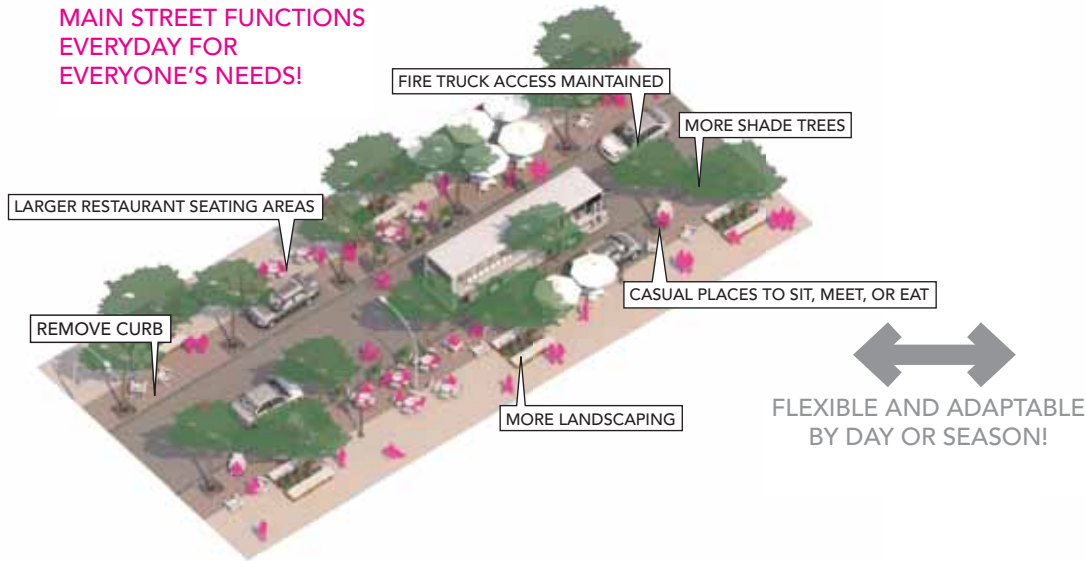 MAIN STREET FUNCTIONS
EVERYDAY FOR
EVERYONE'S NEEDS!
FIRE TRUCK ACCESS MAINTAINED
MORE SHADE TREES
LARGER RESTAURANT SEATING AREAS
CASUAL PLACES TO SIT, MEET, OR EAT
REMOVE CURB
MORE LANDSCAPING
FLEXIBLE AND ADAPTABLE
BY DAY OR SEASON!